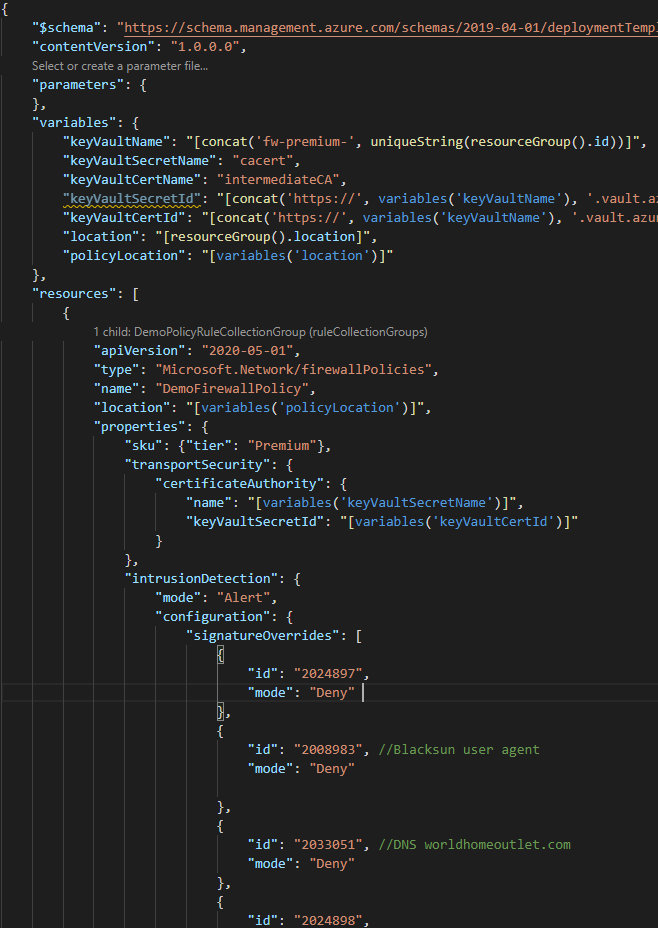 {
"$schema": "https://schema.management.azure.com/schemas/2019-04-01/deploymentTempl
"contentVersion": "1.0.0.0",
Select or create a parameter file...
"parameters": {
},
"variables": {
"keyVaultName": "[concat('fw-premium-', uniqueString(resourceGroup().id))]",
"keyVaultSecretName": "cacert",
"keyVaultCertName": "intermediateCA",
"keyVaultSecretId": "[concat('https://', variables('keyVaultName'), '.vault.az
"keyVaultCertId": "[concat('https://', variables('keyVaultName'), '.vault.azu
"location": "[resourceGroup().location]",
"policyLocation": "[variables('location')]"
},
"resources": [
{
1 child: DemoPolicyRuleCollectionGroup (ruleCollectionGroups)
"apiVersion": "2020-05-01",
"type": "Microsoft.Network/firewallPolicies",
"name": "DemoFirewallPolicy",
"location": "[variables('policyLocation')]",
"properties": {
"sku": {"tier": "Premium"},
"transportSecurity": {
"certificateAuthority": {
"name": "[variables('keyVaultSecretName')]",
"keyVaultSecretId": "[variables('keyVaultCertId')]"
}
},
"intrusionDetection": {
"mode": "Alert",
"configuration": {
"signatureOverrides": [
{
"id": "2024897",
"mode": "Deny"
},
{
"id": "2008983", //Blacksun user agent
"mode": "Deny"
},
{
"id": "2033051", //DNS worldhomeoutlet.com
"mode": "Deny"
},
{
"id": "2024898",